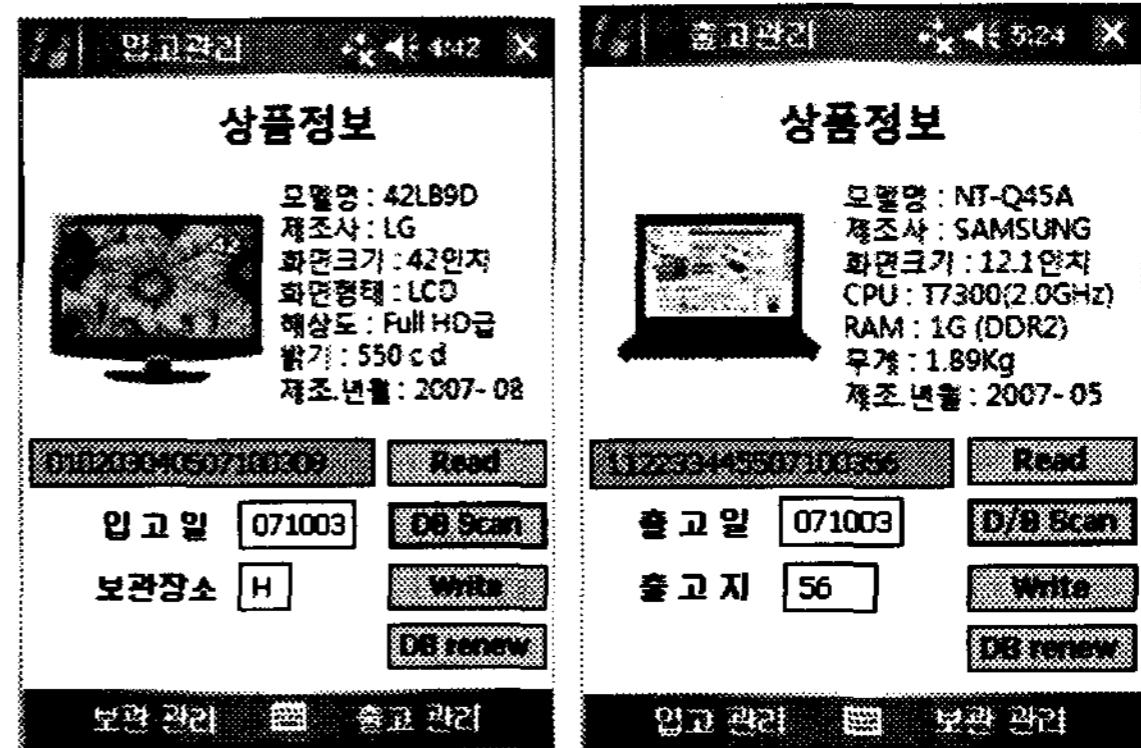 입고관리 4:42 X
상품정보
모델명 : 42LB9D
제조사 : LG
화면크기 : 42인치
화면형태 : LCD
해상도 : Full HD급
밝기 : 550 c d
제조.년월 : 2007- 08
Read
입 고 일 071003 DB Scan
보관장소 H Write
DB renew
보관 관리 출고 관리
출고관리 5:24 X
상품정보
모델명 : NT-Q45A
제조사 : SAMSUNG
화면크기 : 12.1인치
CPU : T7300(2.0GHz)
RAM : 1G (DDR2)
무게 : 1.89Kg
제조.년월 : 2007- 05
112233445507100356 Read
출 고 일 071003 D/B Scan
출 고 지 56 Write
DB renew
입고 관리 보관 관리